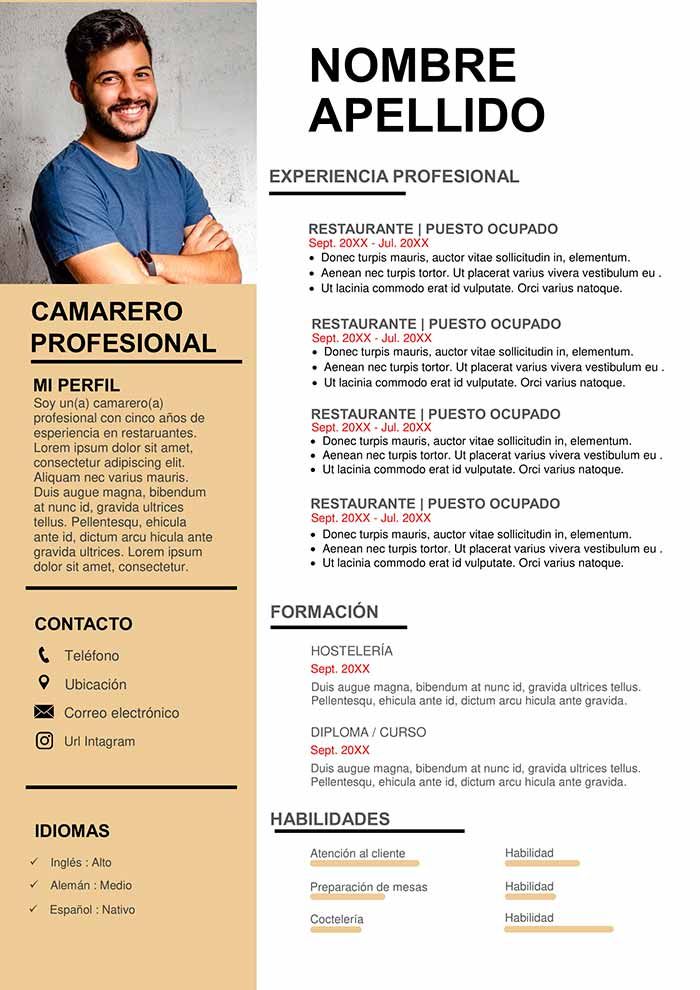 NOMBRE
APELLIDO
CAMARERO
PROFESIONAL
MI PERFIL
Soy un(a) camarero(a)
profesional con cinco años de
experiencia en restaruantes.
Lorem ipsum dolor sit amet,
consectetur adipiscing elit.
Aliquam nec varius mauris.
Duis augue magna, bibendum
at nunc id, gravida ultrices
tellus. Pellentesqu, ehicula
ante id, dictum arcu hicula ante
gravida ultrices. Lorem ipsum
dolor sit amet, consectetur.
CONTACTO
Teléfono
Ubicación
Correo electrónico
Url Intagram
IDIOMAS
Inglés : Alto
Alemán : Medio
Español : Nativo
EXPERIENCIA PROFESIONAL
RESTAURANTE | PUESTO OCUPADO
Sept. 20XX - Jul. 20XX
• Donec turpis mauris, auctor vitae sollicitudin in, elementum.
• Aenean nec turpis tortor. Ut placerat varius vivera vestibulum eu .
• Ut lacinia commodo erat id vulputate. Orci varius natoque.
RESTAURANTE | PUESTO OCUPADO
Sept. 20XX - Jul. 20XX
• Donec turpis mauris, auctor vitae sollicitudin in, elementum.
• Aenean nec turpis tortor. Ut placerat varius vivera vestibulum eu .
• Ut lacinia commodo erat id vulputate. Orci varius natoque.
RESTAURANTE | PUESTO OCUPADO
Sept. 20XX - Jul. 20XX
• Donec turpis mauris, auctor vitae sollicitudin in, elementum.
• Aenean nec turpis tortor. Ut placerat varius vivera vestibulum eu .
• Ut lacinia commodo erat id vulputate. Orci varius natoque.
RESTAURANTE | PUESTO OCUPADO
Sept. 20XX - Jul. 20XX
• Donec turpis mauris, auctor vitae sollicitudin in, elementum.
• Aenean nec turpis tortor. Ut placerat varius vivera vestibulum eu .
• Ut lacinia commodo erat id vulputate. Orci varius natoque.
FORMACIÓN
HOSTELERÍA
Sept. 20XX
Duis augue magna, bibendum at nunc id, gravida ultrices tellus.
Pellentesqu, ehicula ante id, dictum arcu hicula ante gravida.
DIPLOMA / CURSO
Sept. 20XX
Duis augue magna, bibendum at nunc id, gravida ultrices tellus.
Pellentesqu, ehicula ante id, dictum arcu hicula ante gravida.
HABILIDADES
Atención al cliente
Habilidad
Preparación de mesas
Habilidad
Coctelería
Habilidad